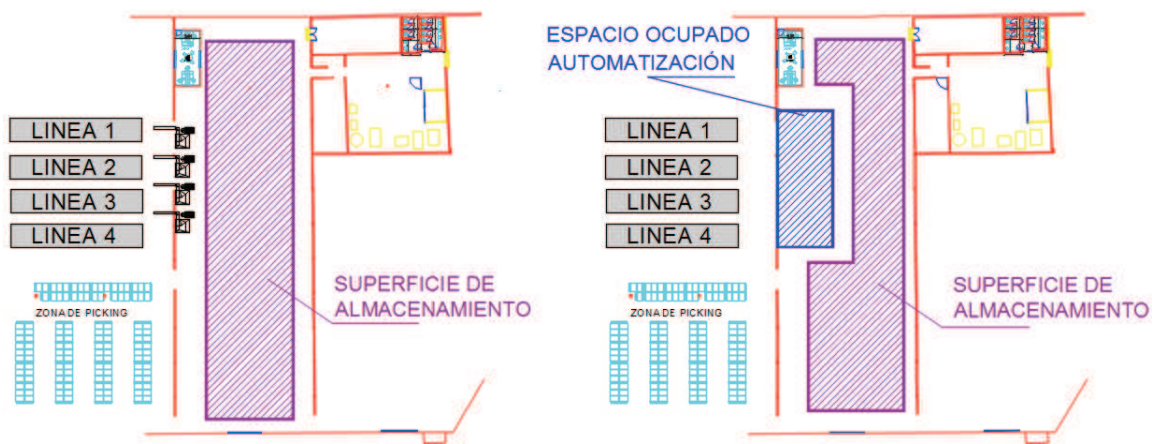 LINEA 1
LINEA 2
LINEA 3
LINEA 4
ZONA DE PICKING
SUPERFICIE DE
ALMACENAMIENTO
ESPACIO OCUPADO
AUTOMATIZACIÓN
LINEA 1
LINEA 2
LINEA 3
LINEA 4
ZONA DE PICKING
SUPERFICIE DE
ALMACENAMIENTO